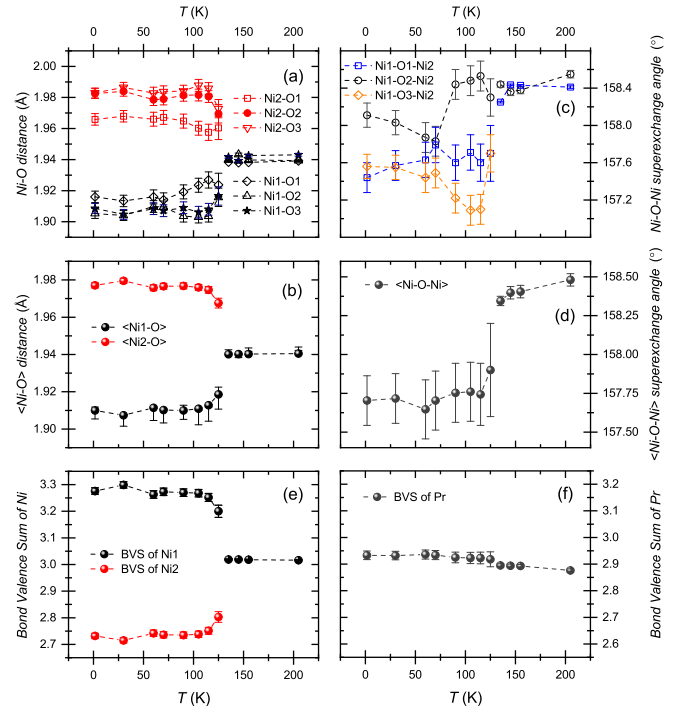 T (K)
T (K)
0 50 100 150 200
0 50 100 150 200
2.00
1.98
1.96
1.94
1.92
1.90
Ni-O distance (Å)
(a)
Ni2-O1
Ni2-O2
Ni2-O3
Ni1-O1
Ni1-O2
Ni1-O3
Ni1-O1-Ni2
Ni1-O2-Ni2
Ni1-O3-Ni2
(c)
158.4
158.0
157.6
157.2
Ni-O-Ni superexchange angle (°)
1.98
1.96
1.94
1.92
1.90
<Ni-O> distance (Å)
(b)
<Ni1-O>
<Ni2-O>
<Ni-O-Ni>
(d)
158.50
158.25
158.00
157.75
157.50
<Ni-O-Ni> superexchange angle (°)
3.3
3.2
3.1
3.0
2.9
2.8
2.7
Bond Valence Sum of Ni
(e)
BVS of Ni1
BVS of Ni2
BVS of Pr
(f)
3.2
3.1
3.0
2.9
2.8
2.7
2.6
Bond Valence Sum of Pr
0 50 100 150 200
0 50 100 150 200
T (K)
T (K)